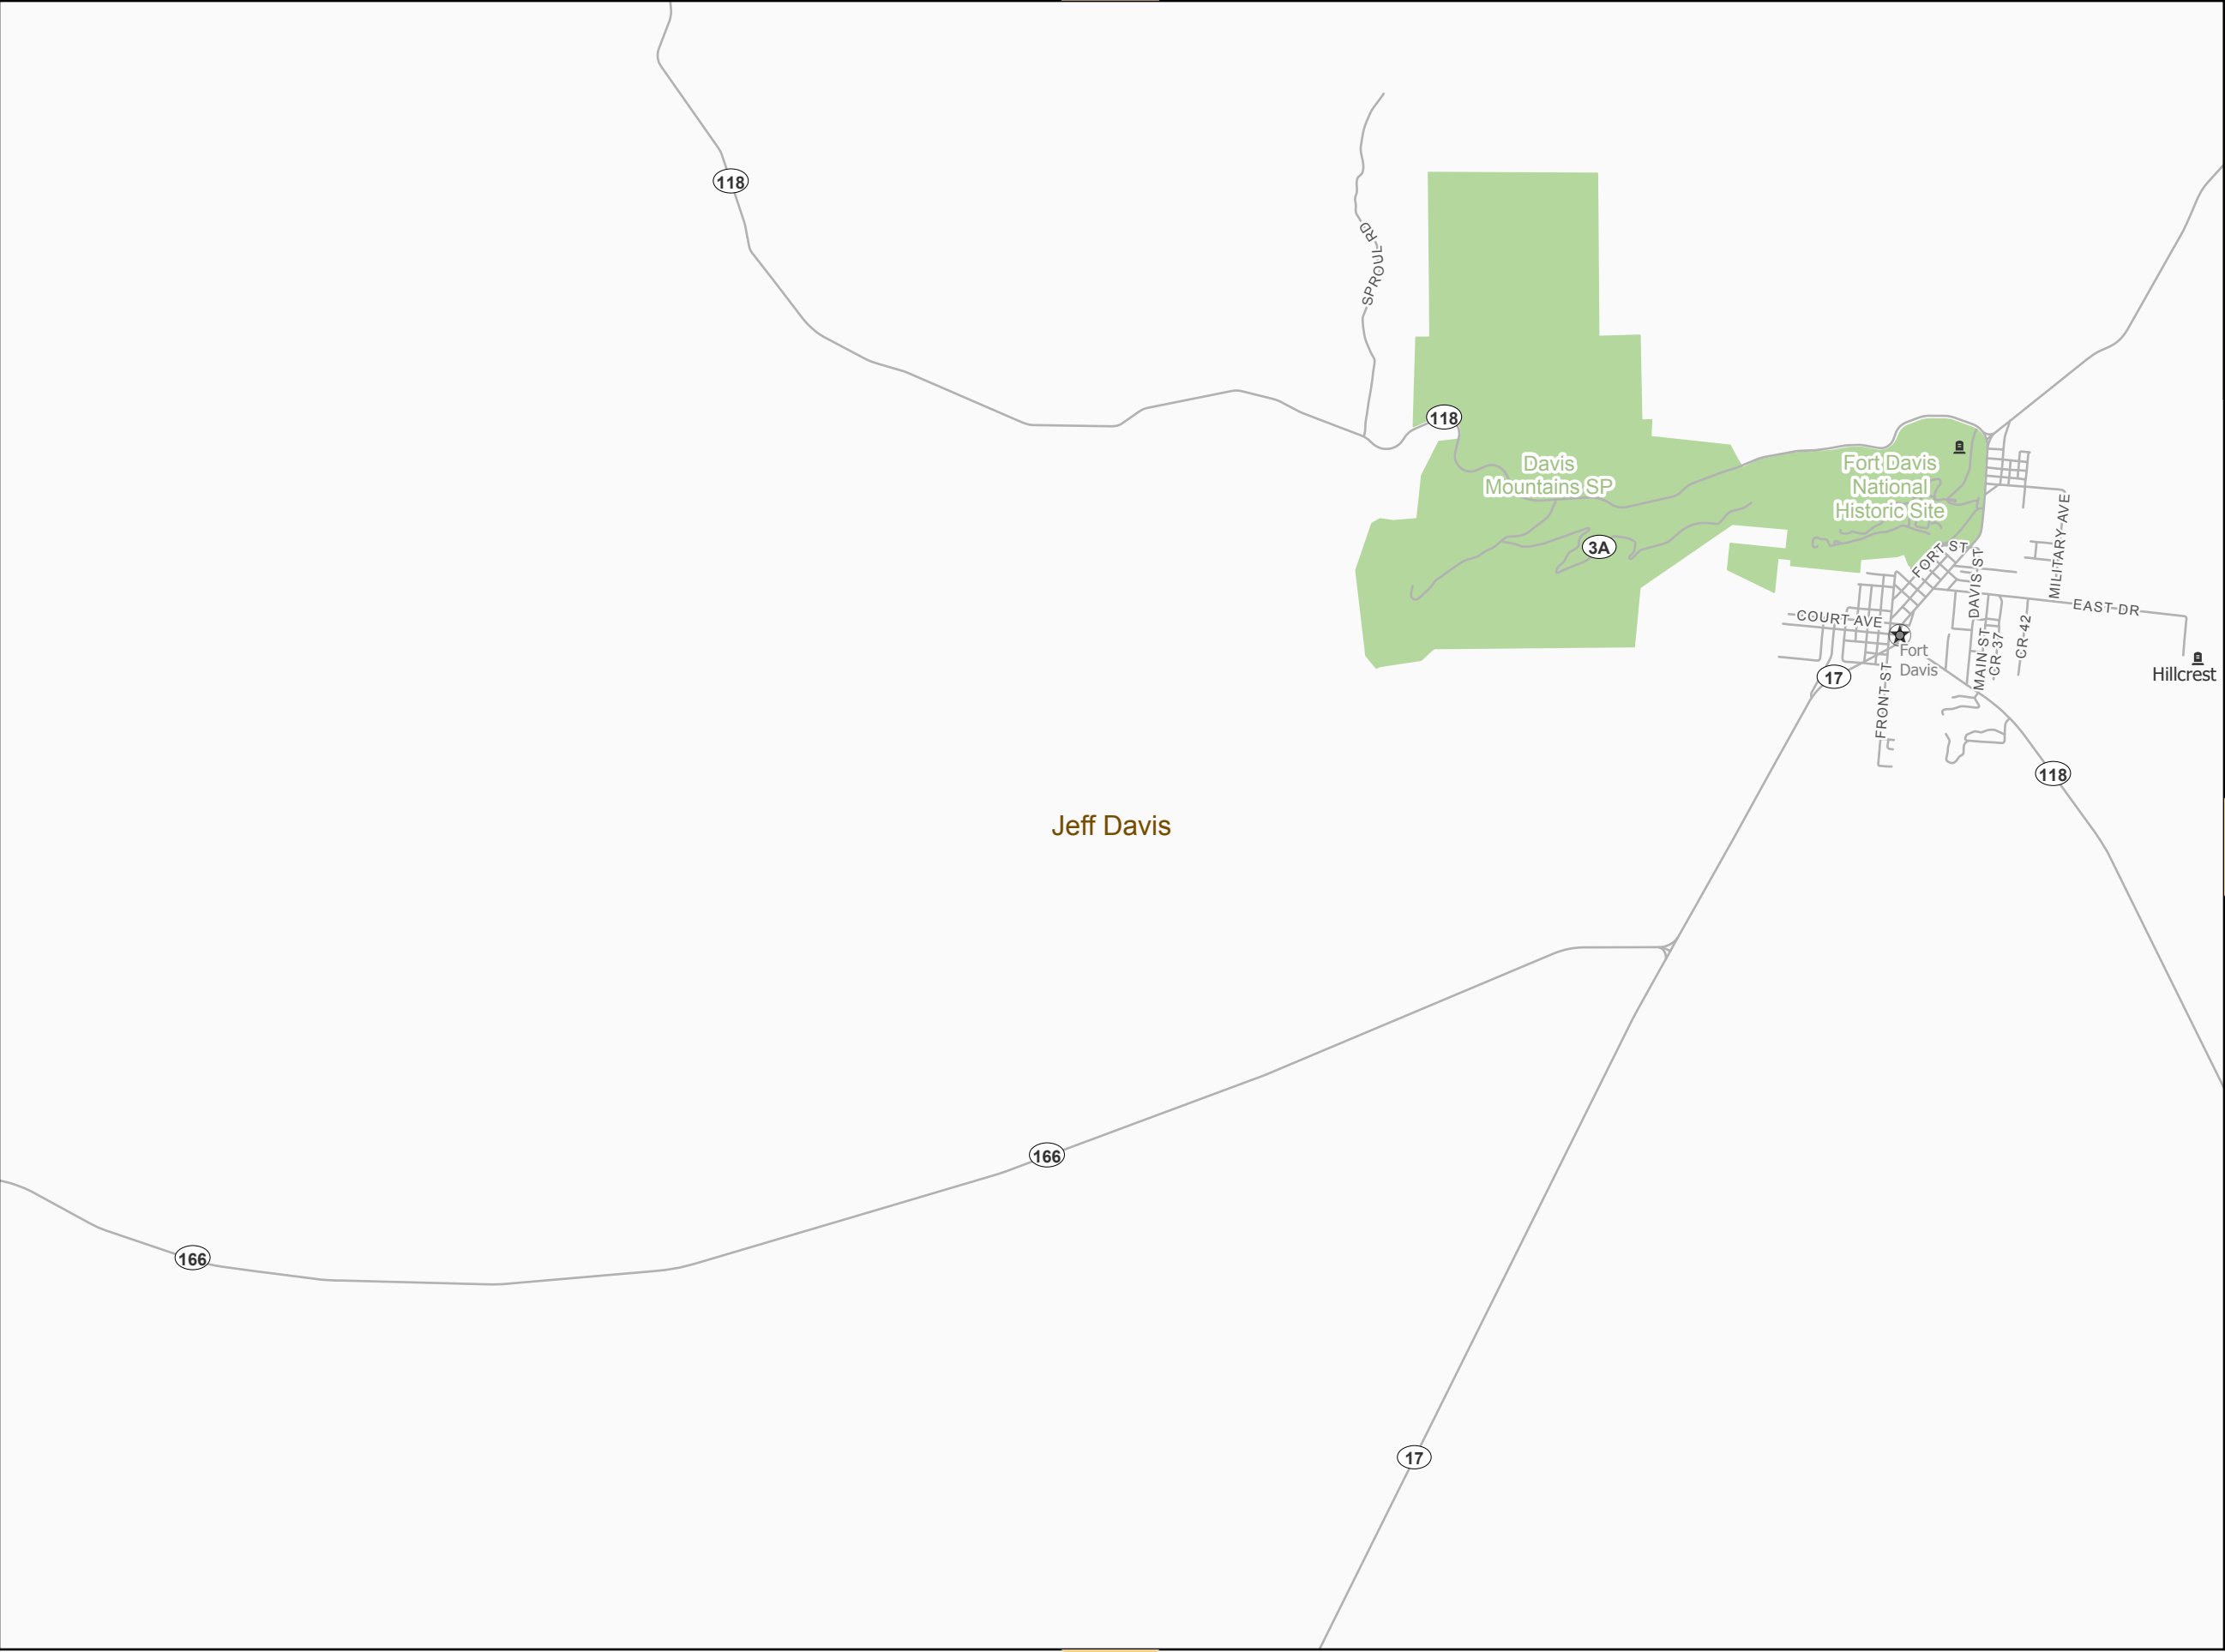 118
SPROUL RD
118
Davis
Mountains SP
Fort Davis
National
Historic Site
3A
FORT ST
MILITARY AVE
DAVIS ST
COURT AVE
EAST DR
CR-42
MAIN ST
CR-37
Fort
Davis
Hillcrest
17
FRONT ST
118
Jeff Davis
166
166
17